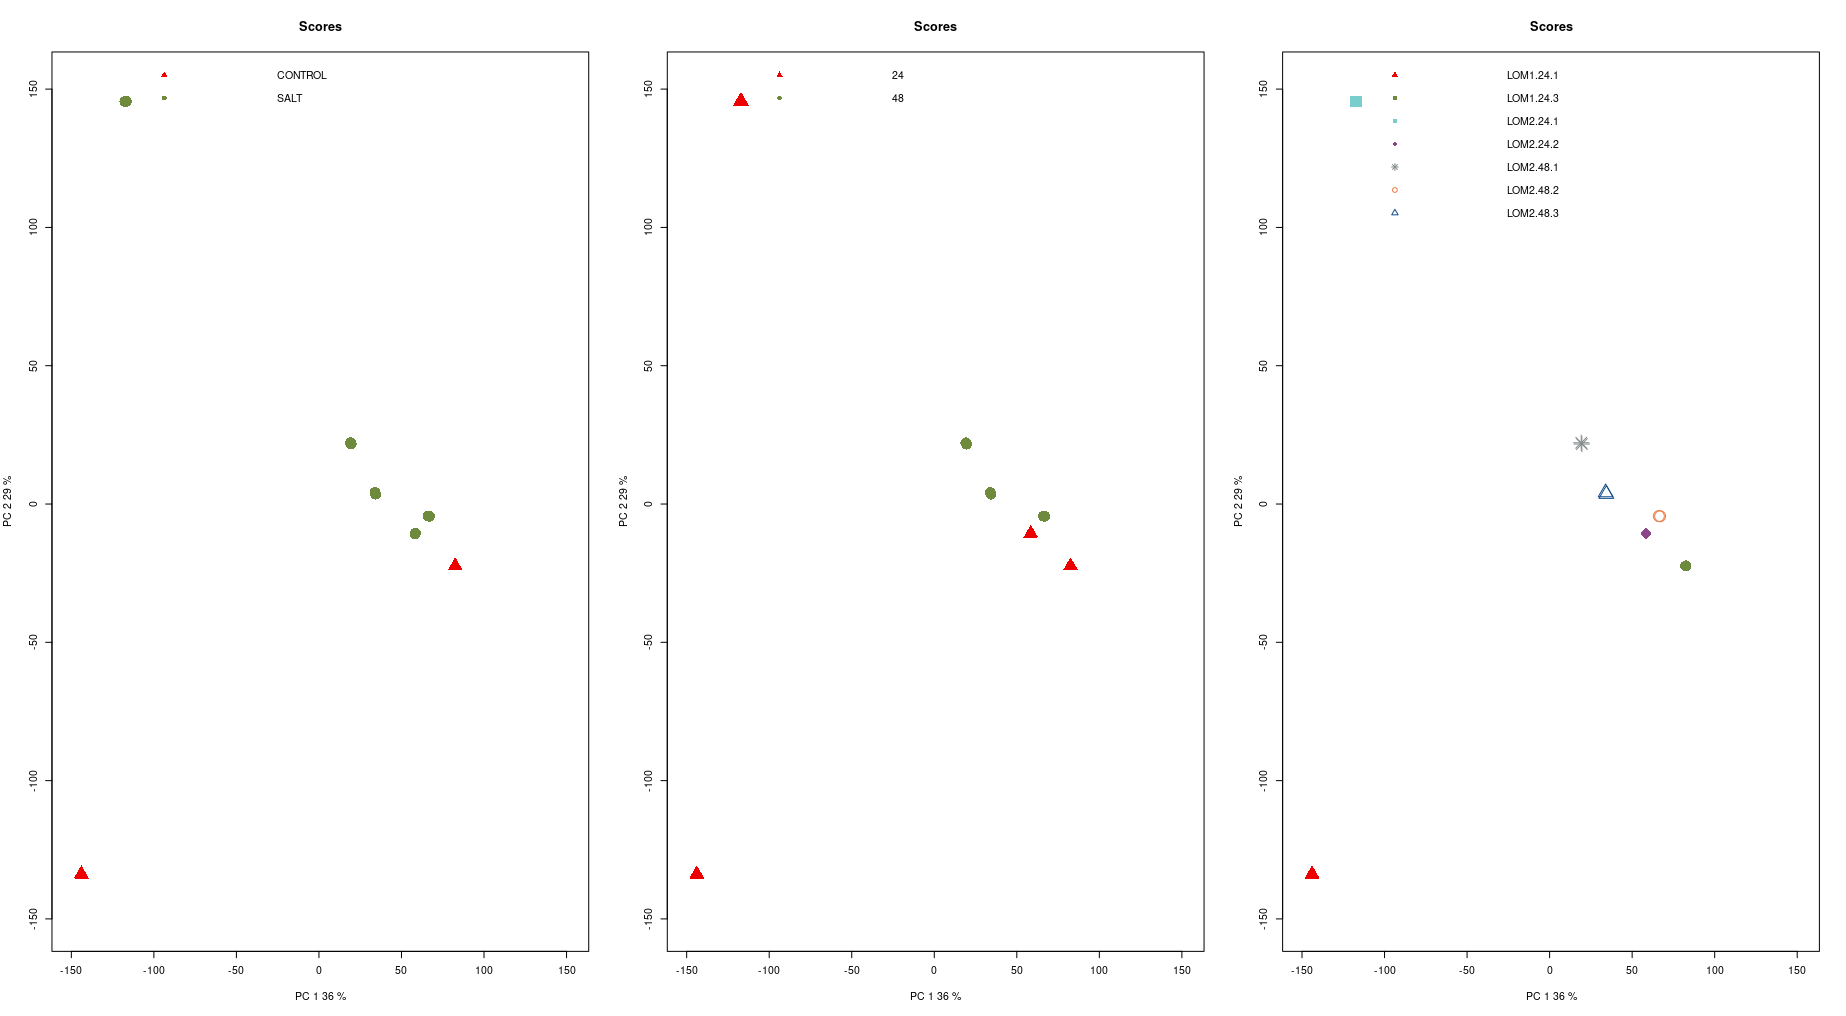 Scores
CONTROL
SALT
150
100
50
0
-50
-100
-150
PC 2 29 %
-150 -100 -50 0 50 100 150
PC 1 36 %
Scores
24
48
150
100
50
0
-50
-100
-150
PC 2 29 %
-150 -100 -50 0 50 100 150
PC 1 36 %
Scores
LOM1.24.1
LOM1.24.3
LOM2.24.1
LOM2.24.2
LOM2.48.1
LOM2.48.2
LOM2.48.3
150
100
50
0
-50
-100
-150
PC 2 29 %
-150 -100 -50 0 50 100 150
PC 1 36 %